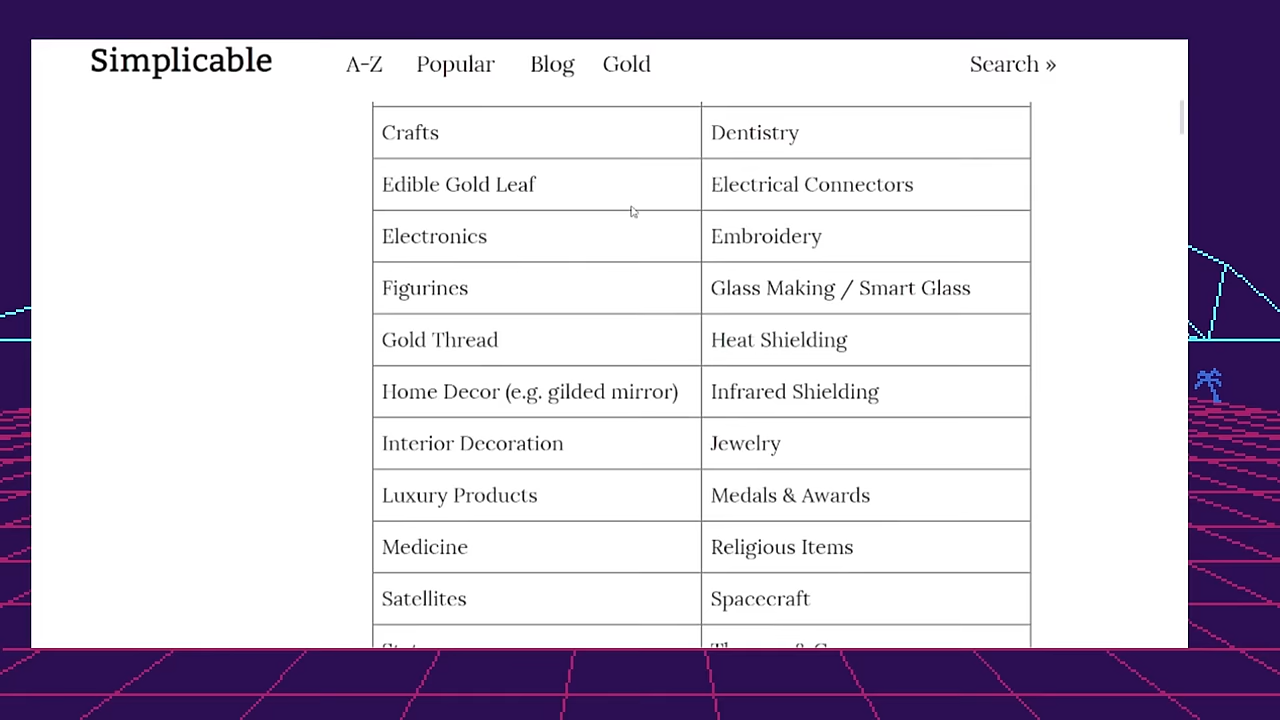 Simplicable A-Z Popular Blog Gold Search »
Crafts Dentistry
Edible Gold Leaf Electrical Connectors
Electronics Embroidery
Figurines Glass Making / Smart Glass
Gold Thread Heat Shielding
Home Decor (e.g. gilded mirror) Infrared Shielding
Interior Decoration Jewelry
Luxury Products Medals & Awards
Medicine Religious Items
Satellites Spacecraft